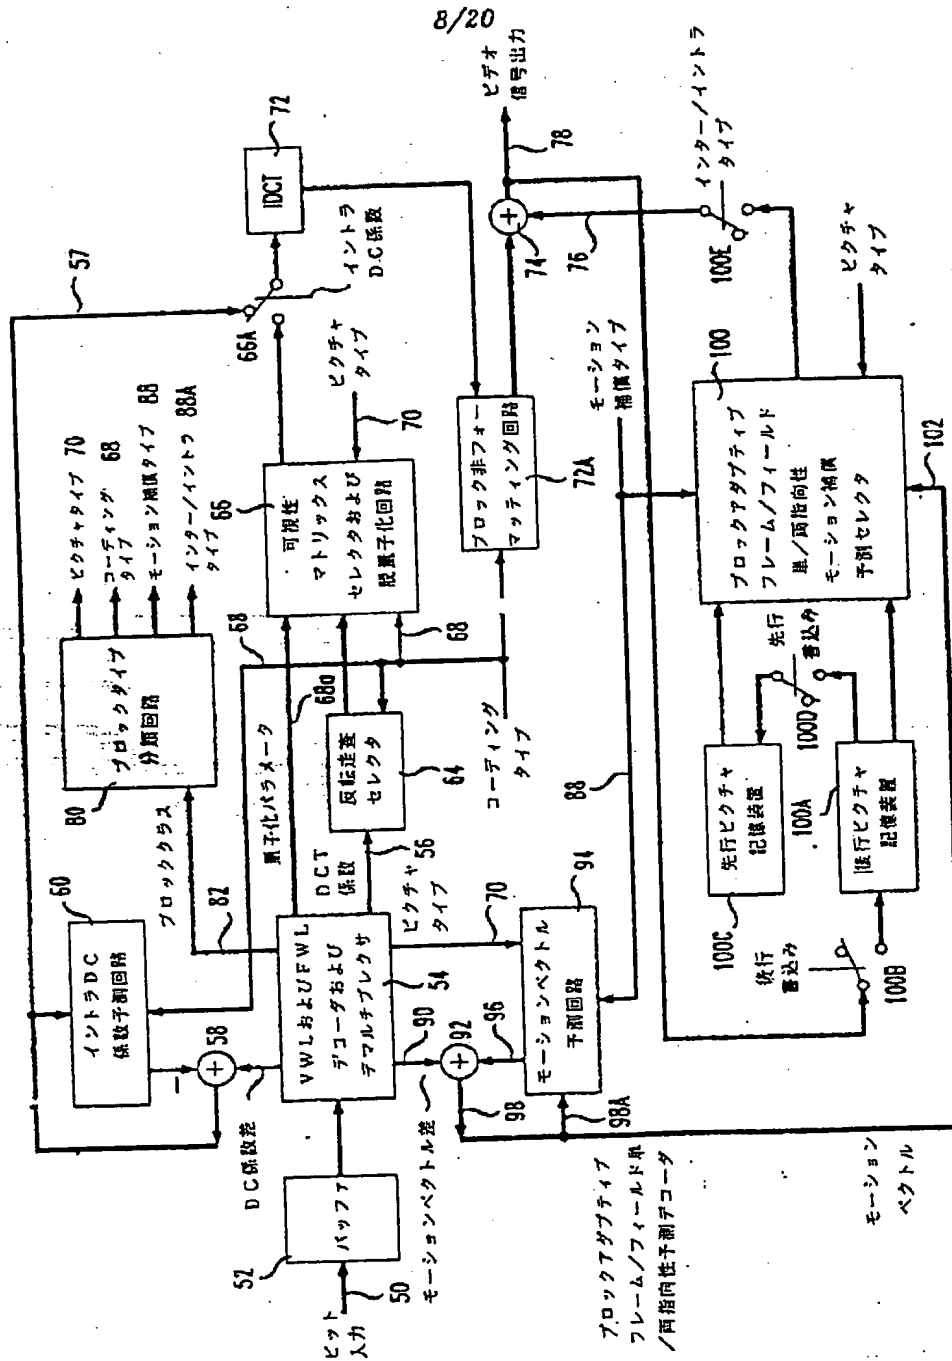 8/20
ビット
入力
50
52
バッファ
DC係数差
モーションベクトル差
60
イントラDC
係数予測回路
58
+
−
ブロッククラス
82
80
ブロックタイプ
分類回路
ピクチャタイプ 70
コーディング 68
タイプ
モーション補償タイプ 88
インター/イントラ 88A
タイプ
57
VWLおよびFWL
デコーダおよび
デマルチプレクサ
54
量子化パラメータ
68a
DCT
係数
56
反転走査
セレクタ
64
68
68
66
可視性
マトリックス
セレクタおよび
脱量子化回路
ピクチャ
タイプ
70
66A
イントラ
D.C係数
IDCT
72
ピクチャ
タイプ
70
90
92
+
96
98
98A
モーションベクトル
予測回路
94
コーディング
タイプ
ブロック非フォー
マッティング回路
72A
74
+
76
78
ビデオ
信号出力
88
モーション
補償タイプ
インター/イントラ
タイプ
100E
後行
書込み
100B
100C
先行ピクチャ
記憶装置
100A
後行ピクチャ
記憶装置
100D
先行
書込み
100
ブロックアダプティブ
フレーム/フィールド
単/両指向性
モーション補償
予測セレクタ
ピクチャ
タイプ
102
モーション
ベクトル
ブロックアダプティブ
フレーム/フィールド単
/両指向性予測デコーダ